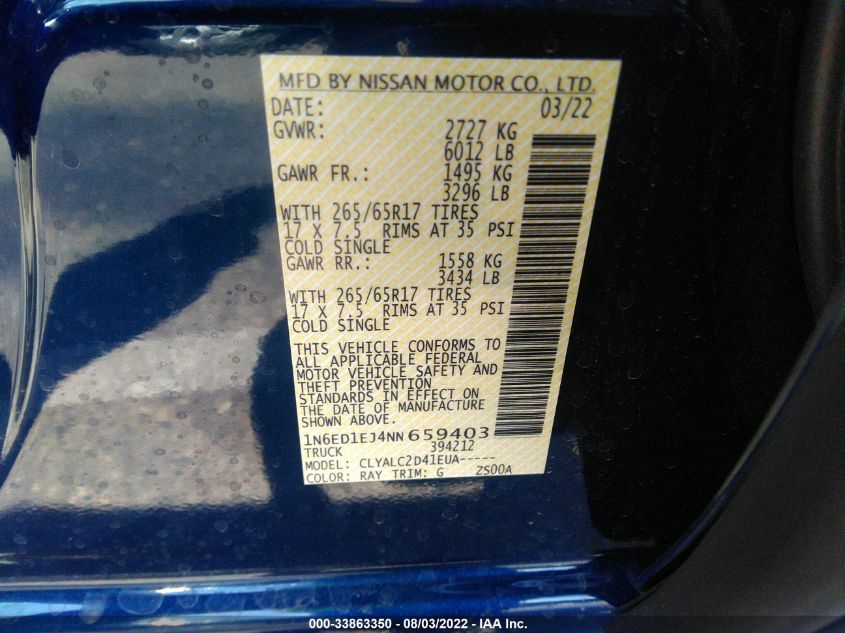 MFD BY NISSAN MOTOR CO., LTD.
DATE: 03/22
GVWR: 2727 KG
6012 LB
GAWR FR.: 1495 KG
3296 LB
WITH 265/65R17 TIRES
17 X 7.5 RIMS AT 35 PSI
COLD SINGLE
GAWR RR.: 1558 KG
3434 LB
WITH 265/65R17 TIRES
17 X 7.5 RIMS AT 35 PSI
COLD SINGLE
THIS VEHICLE CONFORMS TO
ALL APPLICABLE FEDERAL
MOTOR VEHICLE SAFETY AND
THEFT PREVENTION
STANDARDS IN EFFECT ON
THE DATE OF MANUFACTURE
SHOWN ABOVE.
1N6ED1EJ4NN659403
TRUCK 394212
MODEL: CLYALC2D41EUA-----
COLOR: RAY TRIM: G ZS00A
000-33863350 - 08/03/2022 - IAA Inc.